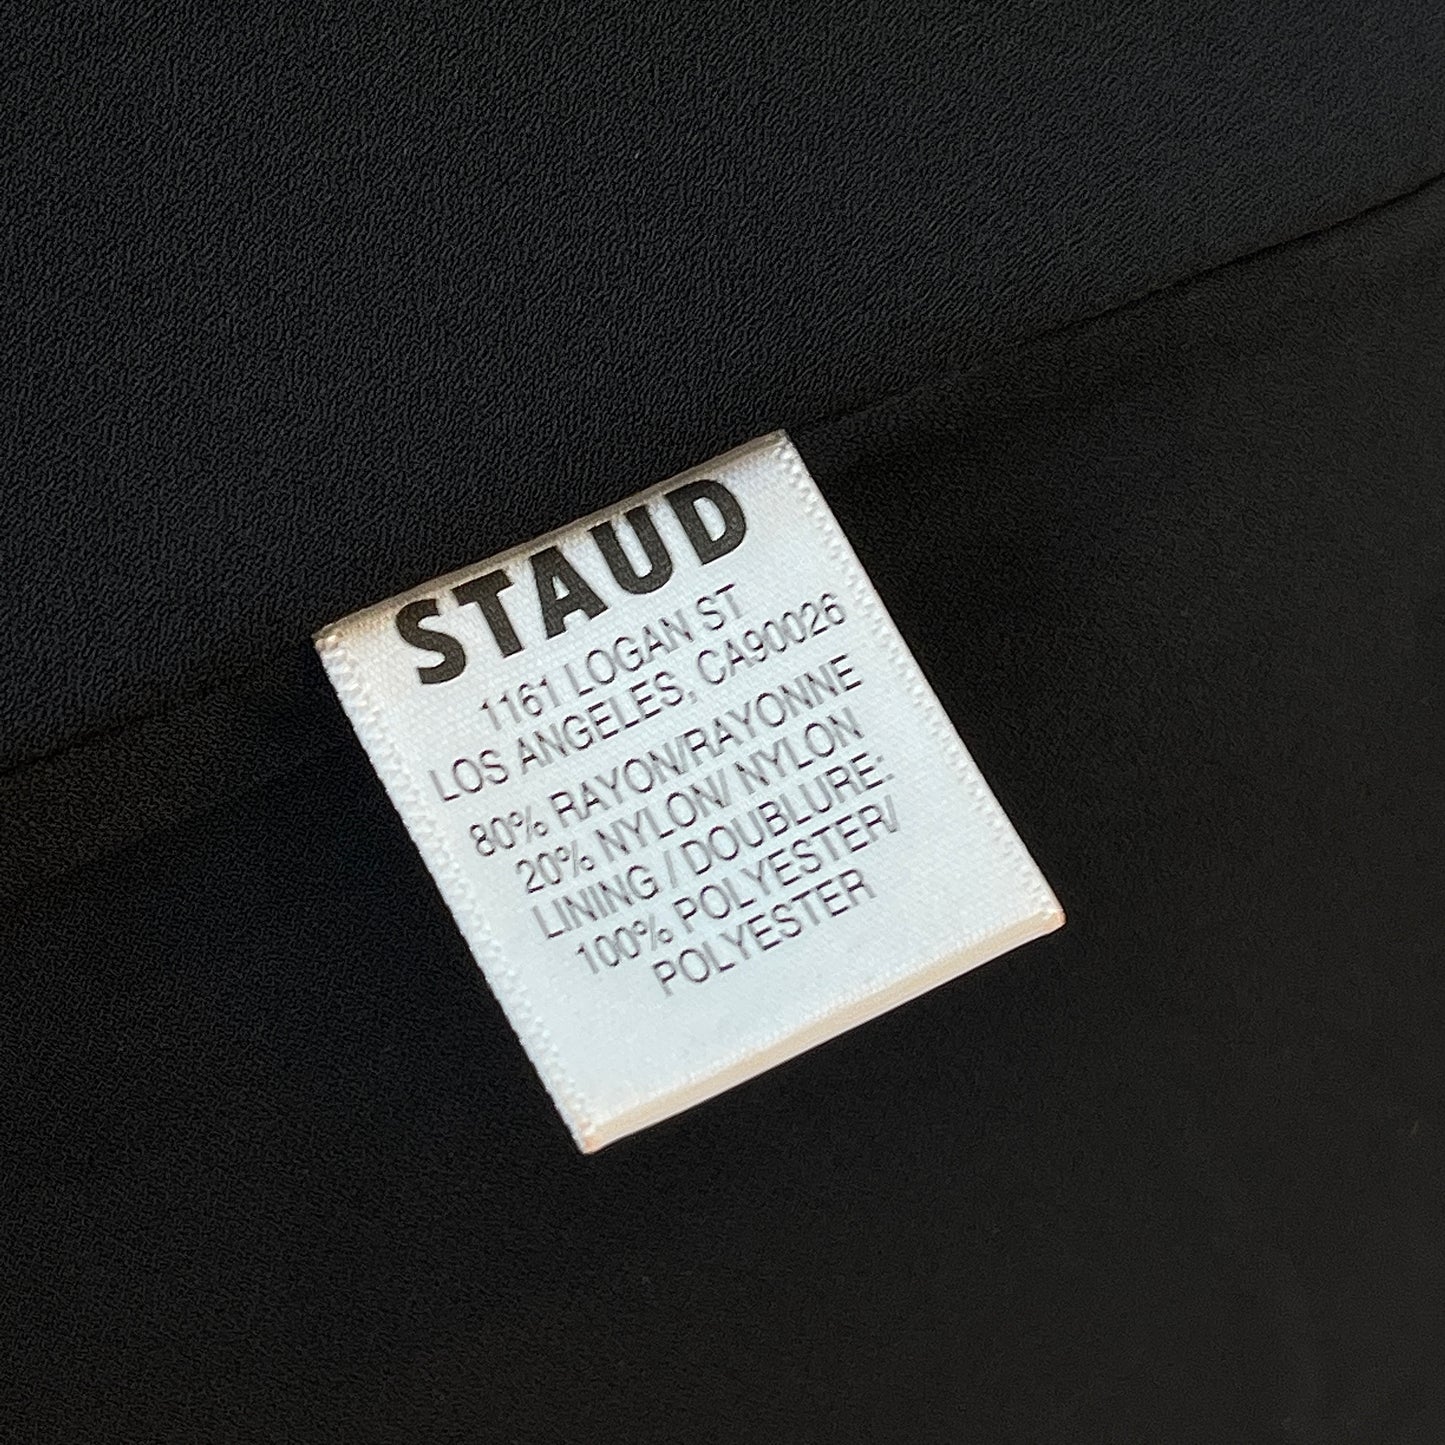 STAUD
1161 LOGAN ST
LOS ANGELES, CA90026
80% RAYON/RAYONNE
20% NYLON/ NYLON
LINING / DOUBLURE:
100% POLYESTER/
POLYESTER